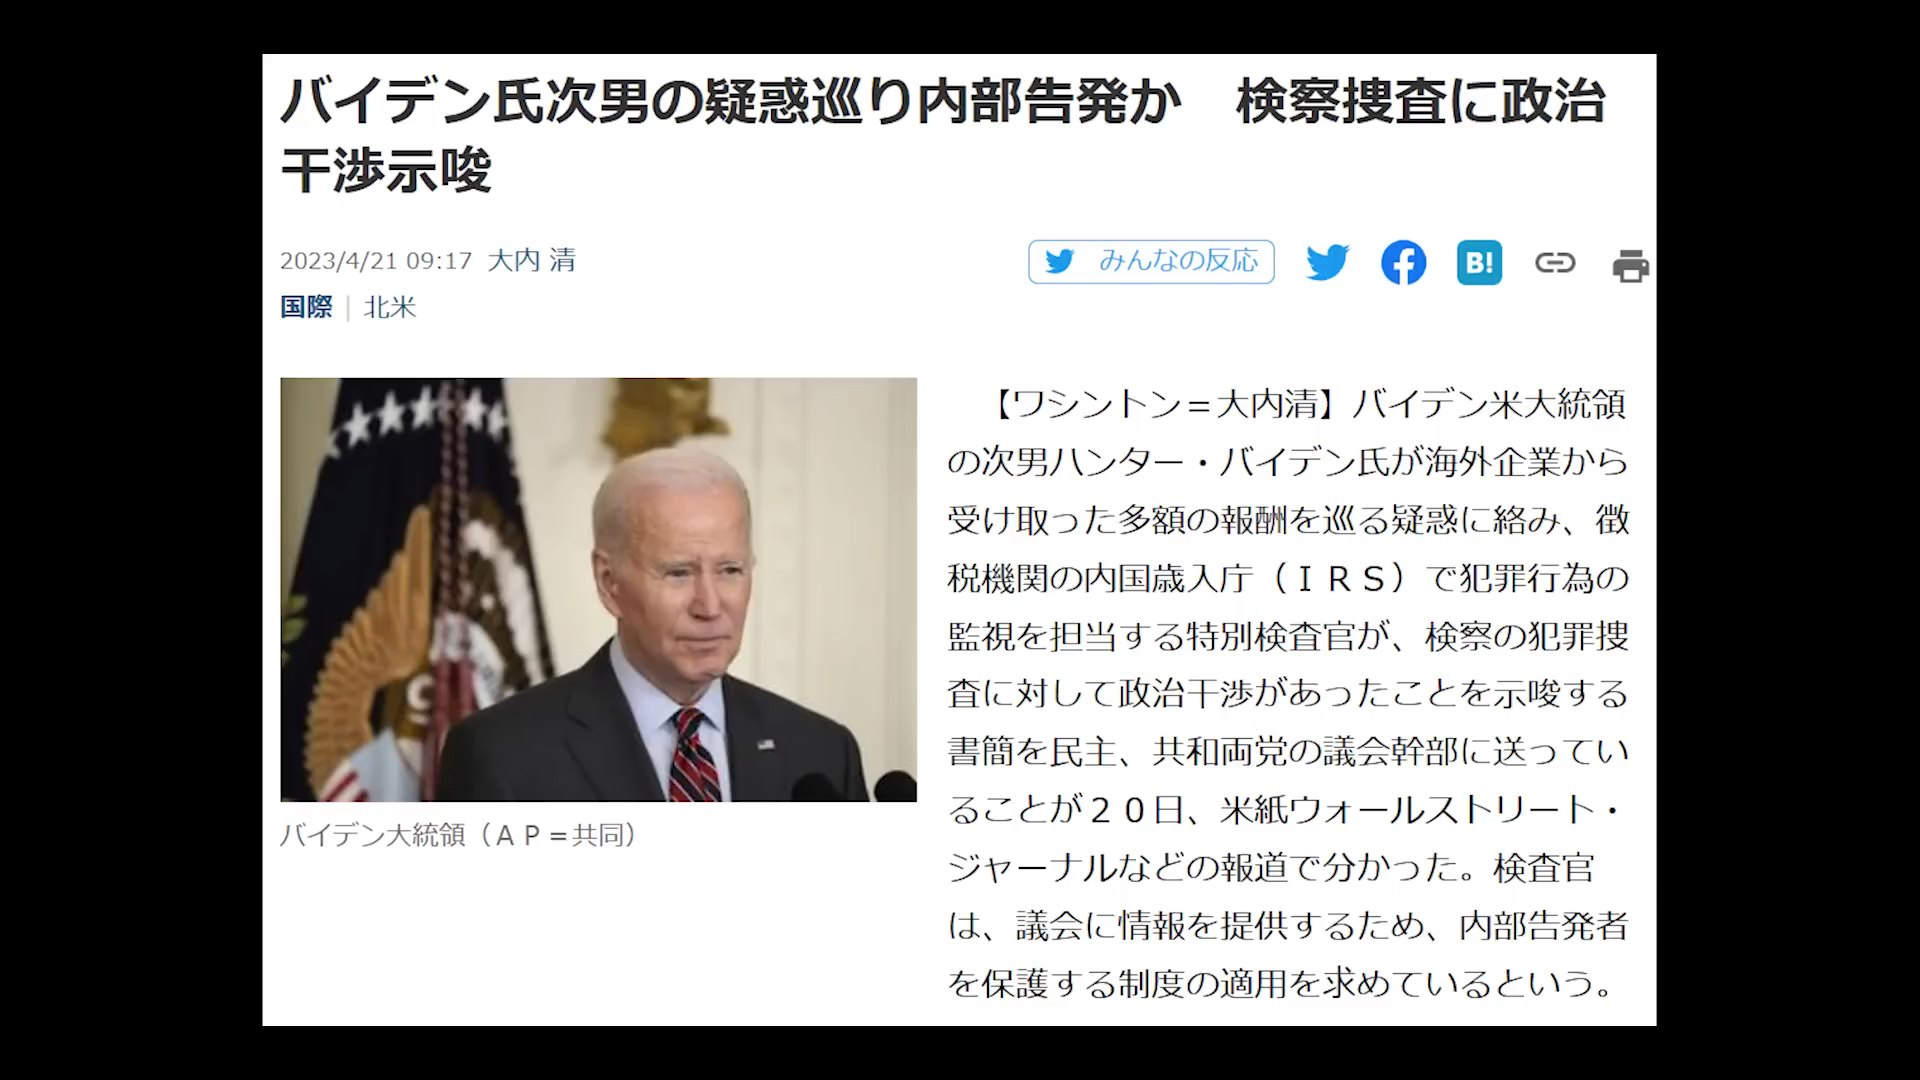 バイデン氏次男の疑惑巡り内部告発か　検察捜査に政治
干渉示唆
2023/4/21 09:17 大内 清
みんなの反応
B!
国際 | 北米
【ワシントン＝大内清】バイデン米大統領
の次男ハンター・バイデン氏が海外企業から
受け取った多額の報酬を巡る疑惑に絡み、徴
税機関の内国歳入庁（ＩＲＳ）で犯罪行為の
監視を担当する特別検査官が、検察の犯罪捜
査に対して政治干渉があったことを示唆する
書簡を民主、共和両党の議会幹部に送ってい
ることが２０日、米紙ウォールストリート・
ジャーナルなどの報道で分かった。検査官
は、議会に情報を提供するため、内部告発者
を保護する制度の適用を求めているという。
バイデン大統領（ＡＰ＝共同）